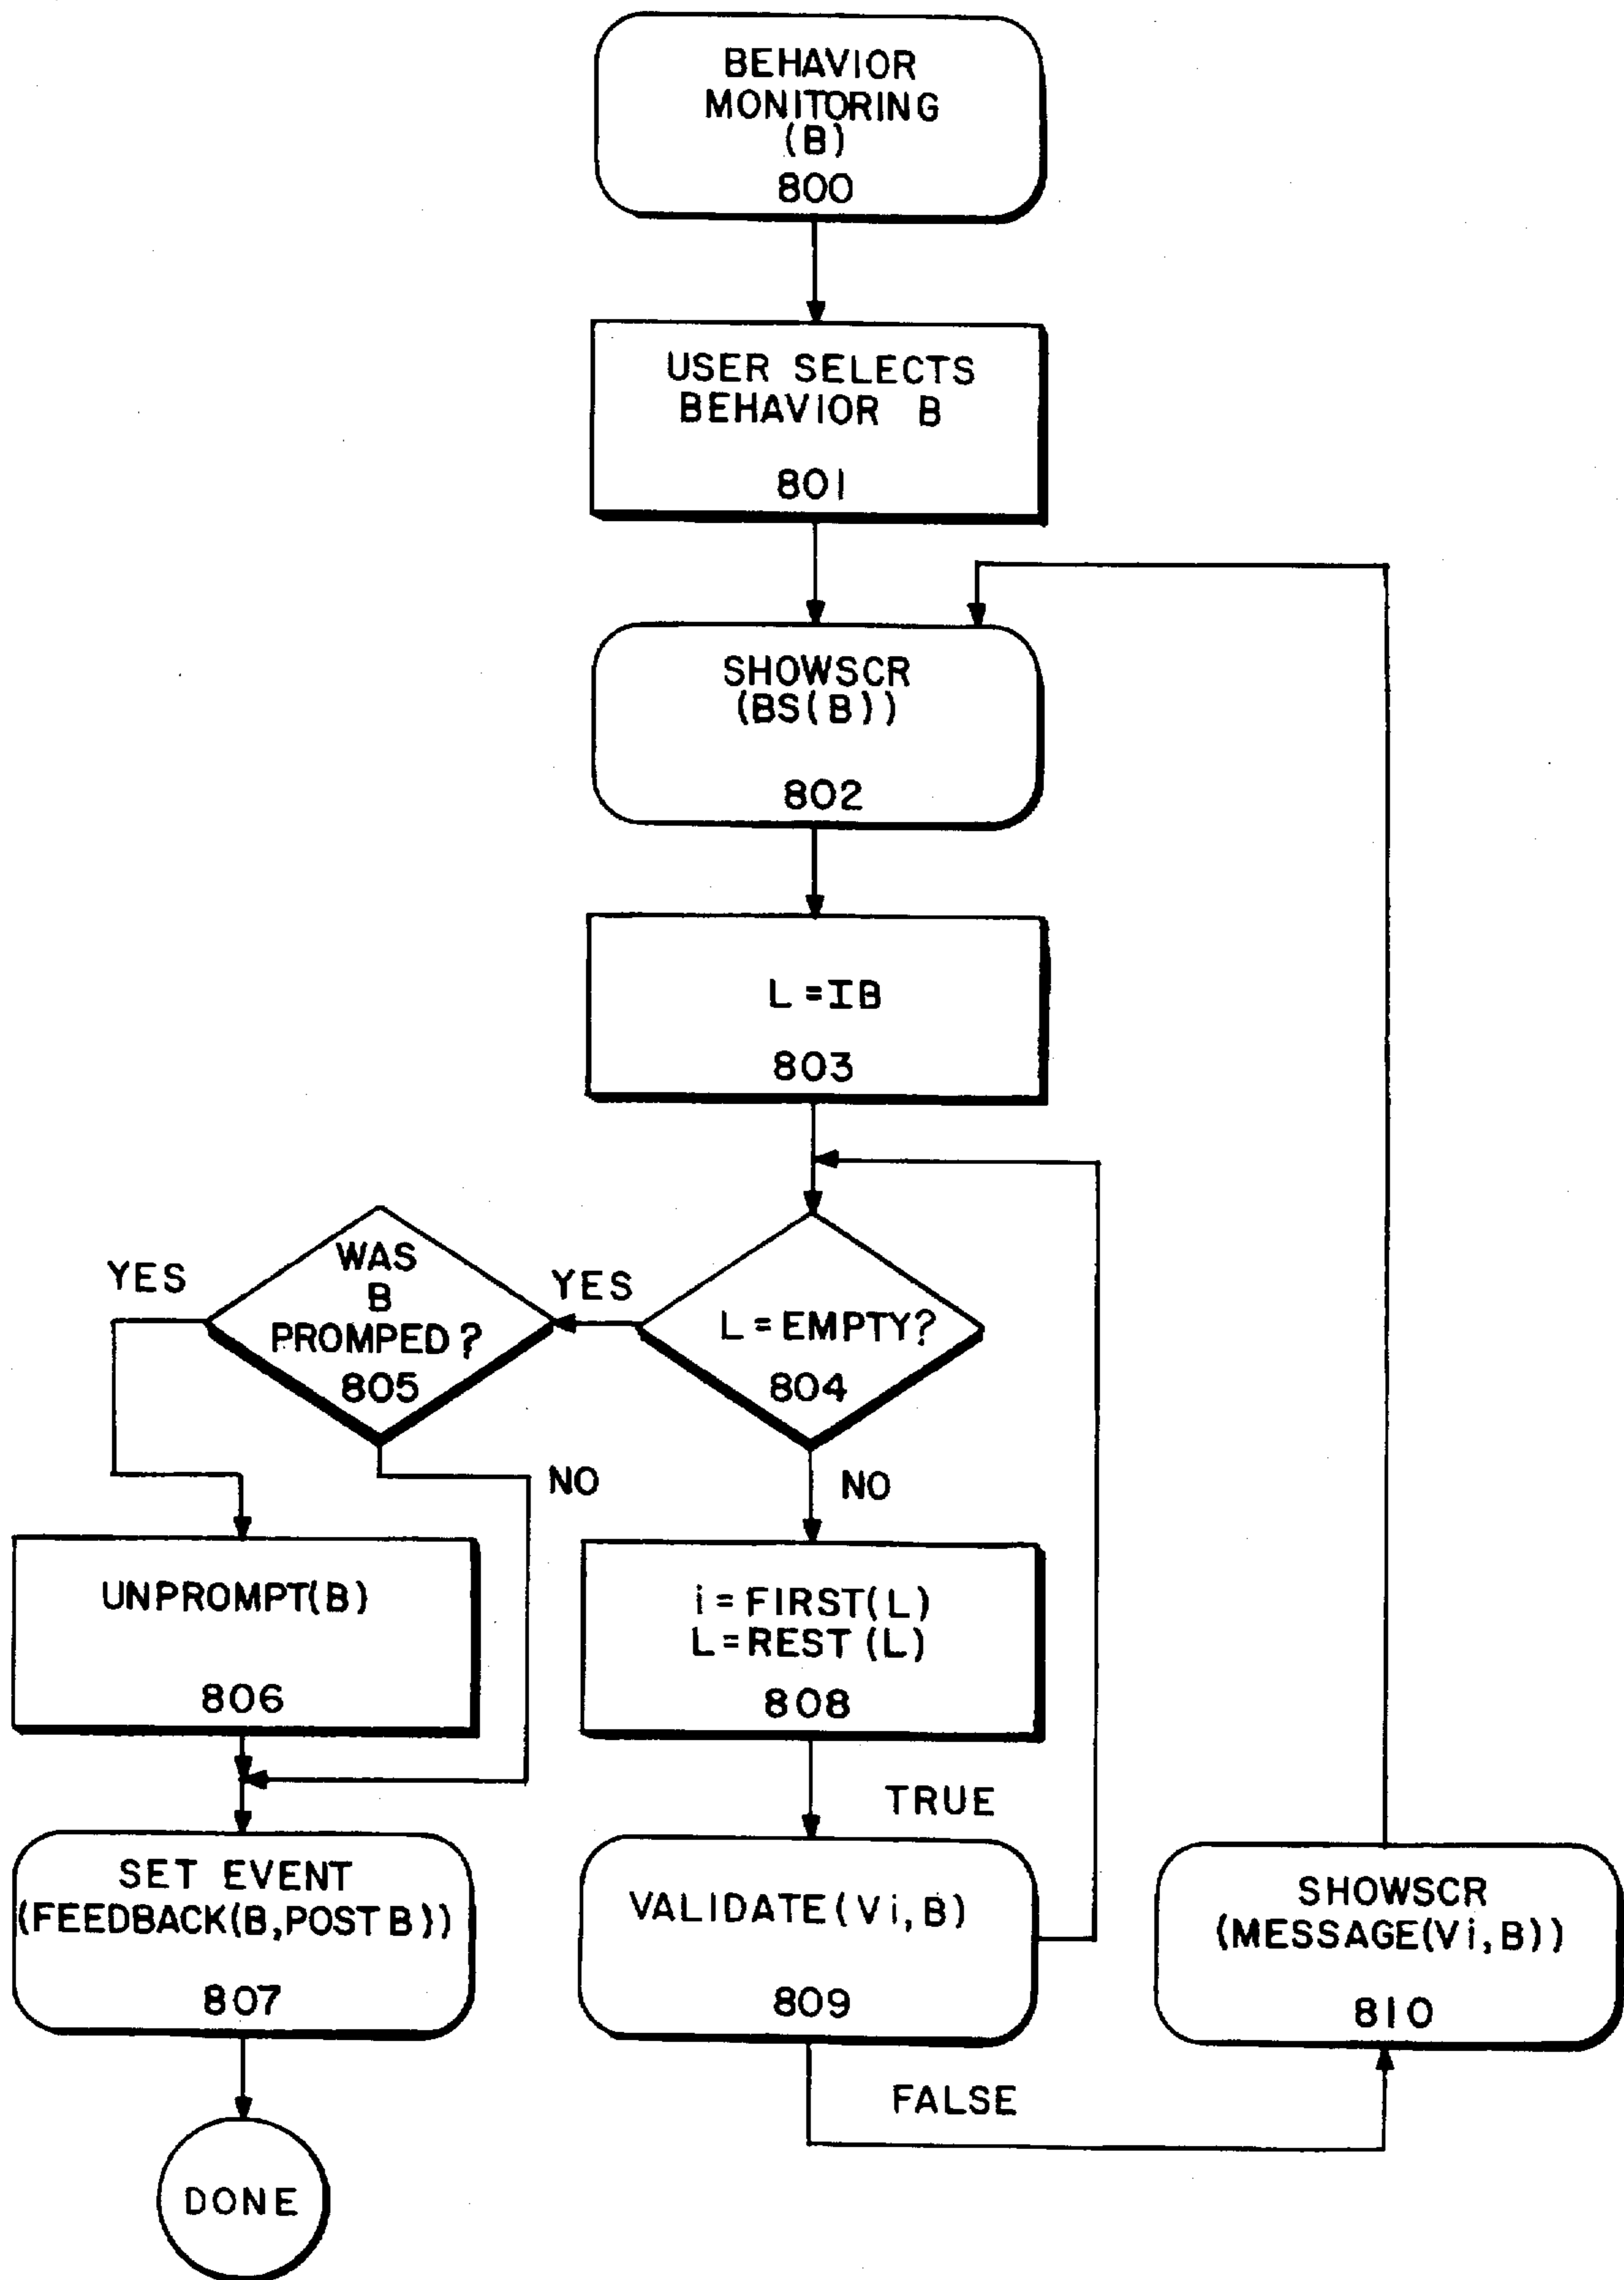 BEHAVIOR
MONITORING
(B)
800
USER SELECTS
BEHAVIOR B
801
SHOWSCR
(BS(B))
802
L=IB
803
L=EMPTY?
804
YES
WAS
B
PROMPED?
805
YES
NO
UNPROMPT(B)
806
SET EVENT
(FEEDBACK(B,POST B))
807
DONE
NO
i=FIRST(L)
L=REST(L)
808
TRUE
VALIDATE(Vi,B)
809
FALSE
SHOWSCR
(MESSAGE(Vi,B))
810